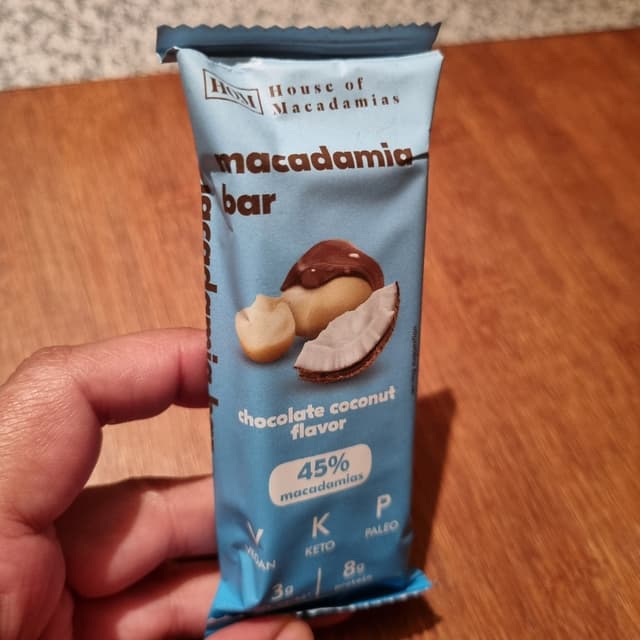 HOM House of
Macadamias
macadamia
bar
chocolate coconut
flavor
45%
macadamias
V K P
VEGAN KETO PALEO
3g 8g